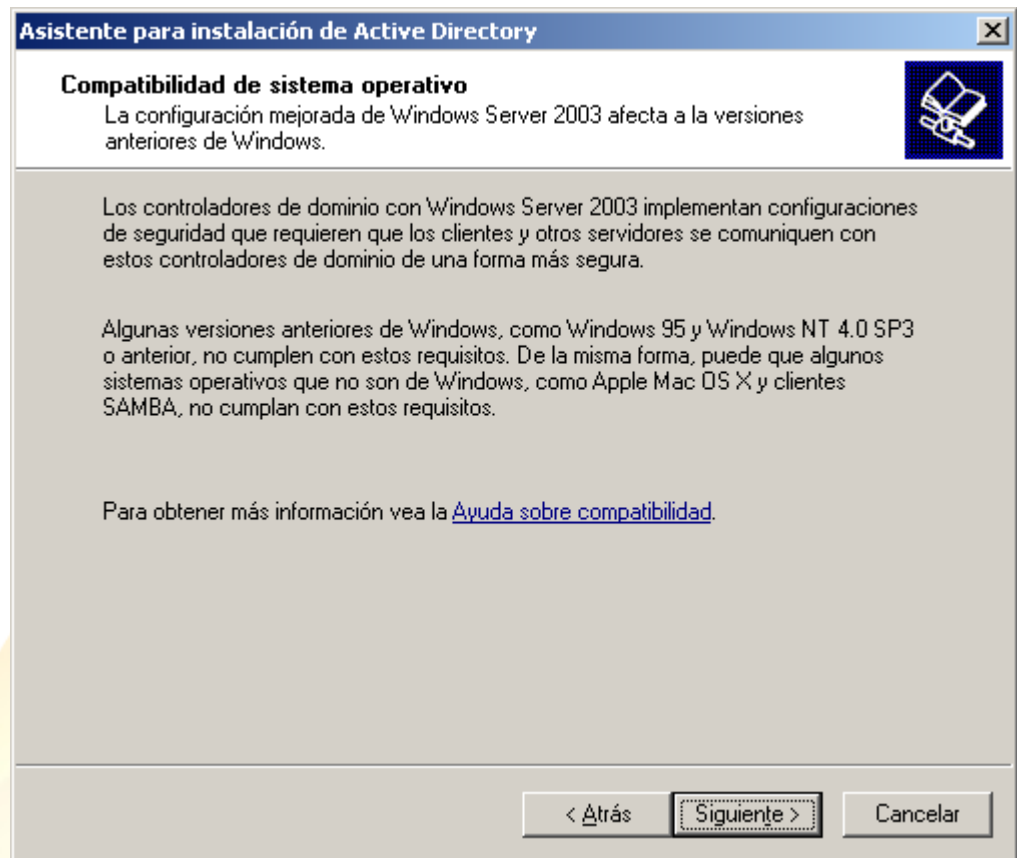 Asistente para instalación de Active Directory
Compatibilidad de sistema operativo
La configuración mejorada de Windows Server 2003 afecta a la versiones
anteriores de Windows.
Los controladores de dominio con Windows Server 2003 implementan configuraciones
de seguridad que requieren que los clientes y otros servidores se comuniquen con
estos controladores de dominio de una forma más segura.
Algunas versiones anteriores de Windows, como Windows 95 y Windows NT 4.0 SP3
o anterior, no cumplen con estos requisitos. De la misma forma, puede que algunos
sistemas operativos que no son de Windows, como Apple Mac OS X y clientes
SAMBA, no cumplan con estos requisitos.
Para obtener más información vea la Ayuda sobre compatibilidad.
< Atrás Siguiente > Cancelar